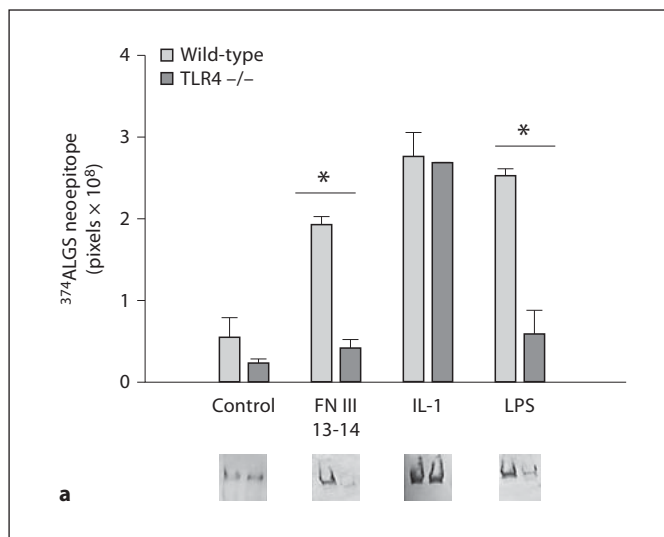 4
Wild-type
TLR4 –/–
3
*
*
374ALGS neoepitope
(pixels × 10⁸)
2
1
0
Control
FN III
13-14
IL-1
LPS
a